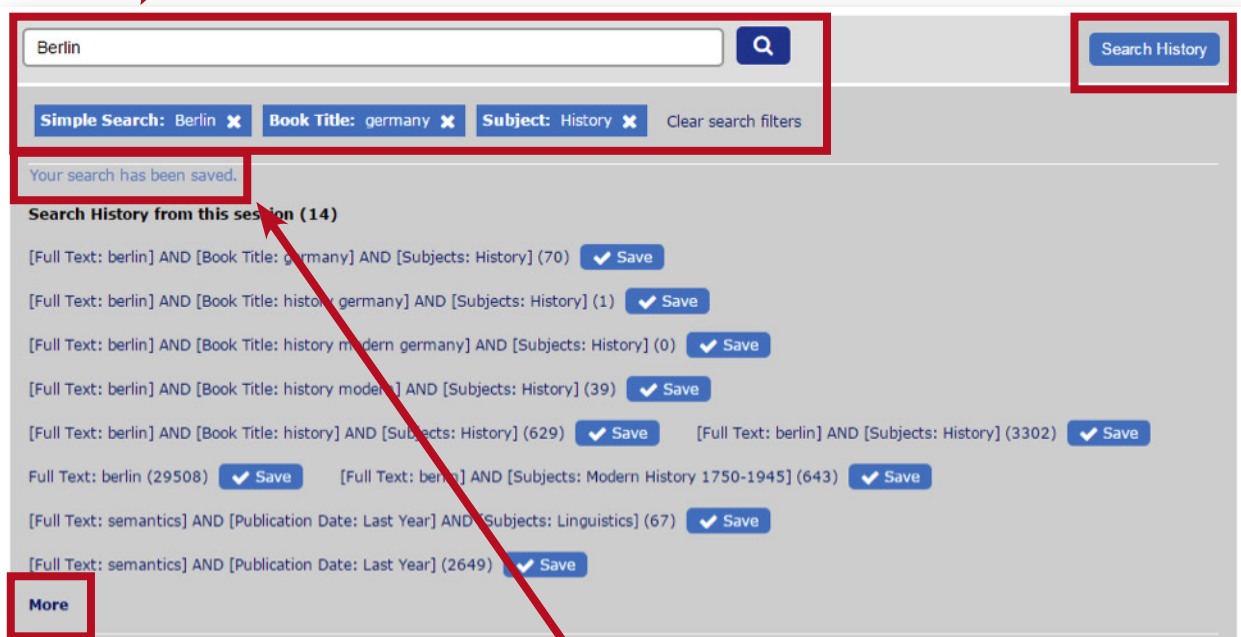 Berlin
Search History
Simple Search: Berlin ✖ Book Title: germany ✖ Subject: History ✖ Clear search filters
Your search has been saved.
Search History from this session (14)
[Full Text: berlin] AND [Book Title: germany] AND [Subjects: History] (70) ✔ Save
[Full Text: berlin] AND [Book Title: history germany] AND [Subjects: History] (1) ✔ Save
[Full Text: berlin] AND [Book Title: history modern germany] AND [Subjects: History] (0) ✔ Save
[Full Text: berlin] AND [Book Title: history modern] AND [Subjects: History] (39) ✔ Save
[Full Text: berlin] AND [Book Title: history] AND [Subjects: History] (629) ✔ Save [Full Text: berlin] AND [Subjects: History] (3302) ✔ Save
Full Text: berlin (29508) ✔ Save [Full Text: berlin] AND [Subjects: Modern History 1750-1945] (643) ✔ Save
[Full Text: semantics] AND [Publication Date: Last Year] AND [Subjects: Linguistics] (67) ✔ Save
[Full Text: semantics] AND [Publication Date: Last Year] (2649) ✔ Save
More